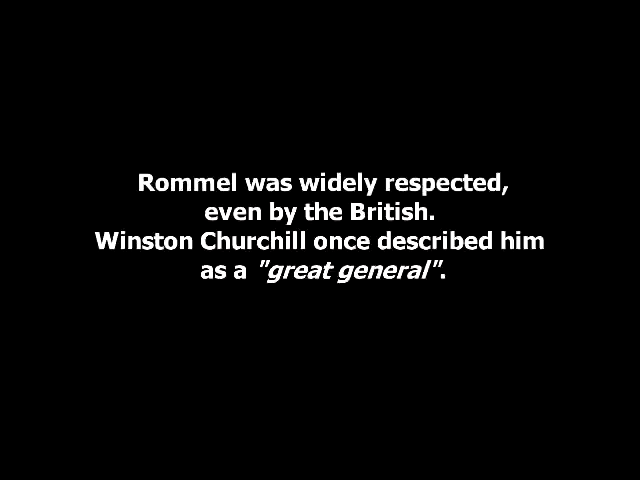 Rommel was widely respected,
even by the British.
Winston Churchill once described him
as a "great general".